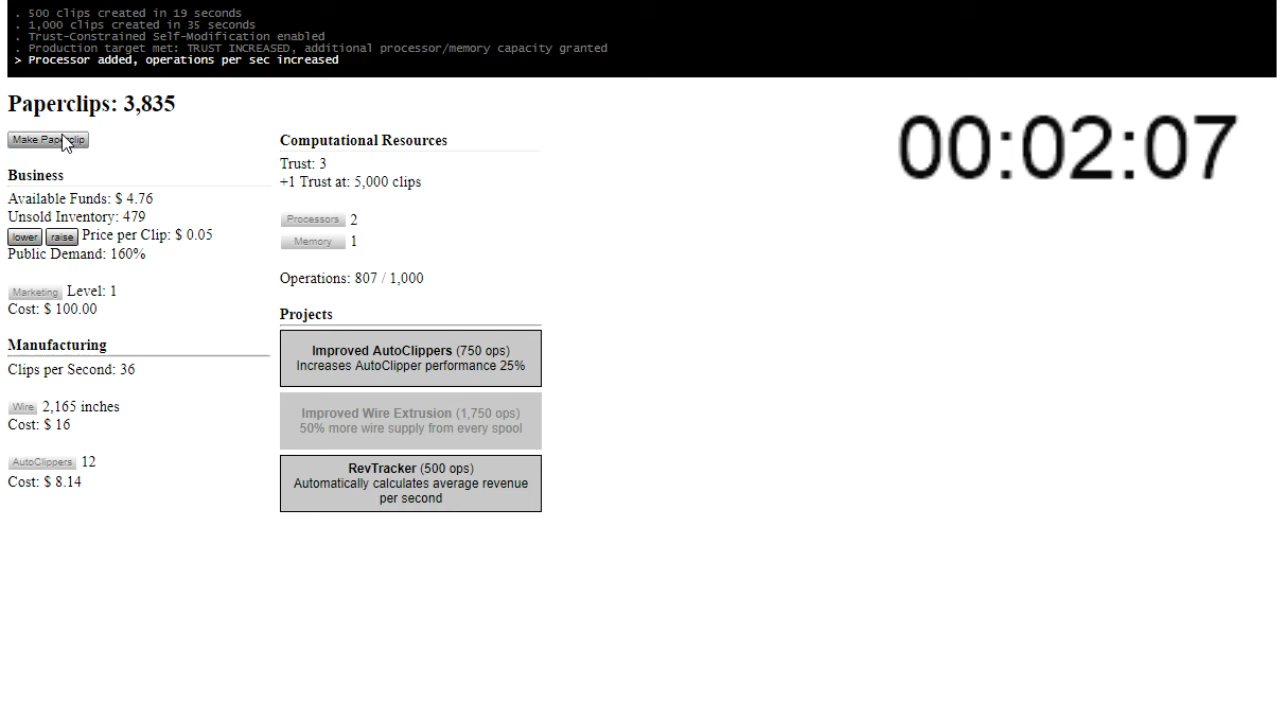 . 500 clips created in 19 seconds
. 1,000 clips created in 35 seconds
. Trust-Constrained Self-Modification enabled
. Production target met: TRUST INCREASED, additional processor/memory capacity granted
> Processor added, operations per sec increased
Paperclips: 3,835
00:02:07
Make Paperclip
Business
Available Funds: $ 4.76
Unsold Inventory: 479
lower raise Price per Clip: $ 0.05
Public Demand: 160%
Marketing Level: 1
Cost: $ 100.00
Manufacturing
Clips per Second: 36
Wire 2,165 inches
Cost: $ 16
AutoClippers 12
Cost: $ 8.14
Computational Resources
Trust: 3
+1 Trust at: 5,000 clips
Processors 2
Memory 1
Operations: 807 / 1,000
Projects
Improved AutoClippers (750 ops)
Increases AutoClipper performance 25%
Improved Wire Extrusion (1,750 ops)
50% more wire supply from every spool
RevTracker (500 ops)
Automatically calculates average revenue
per second